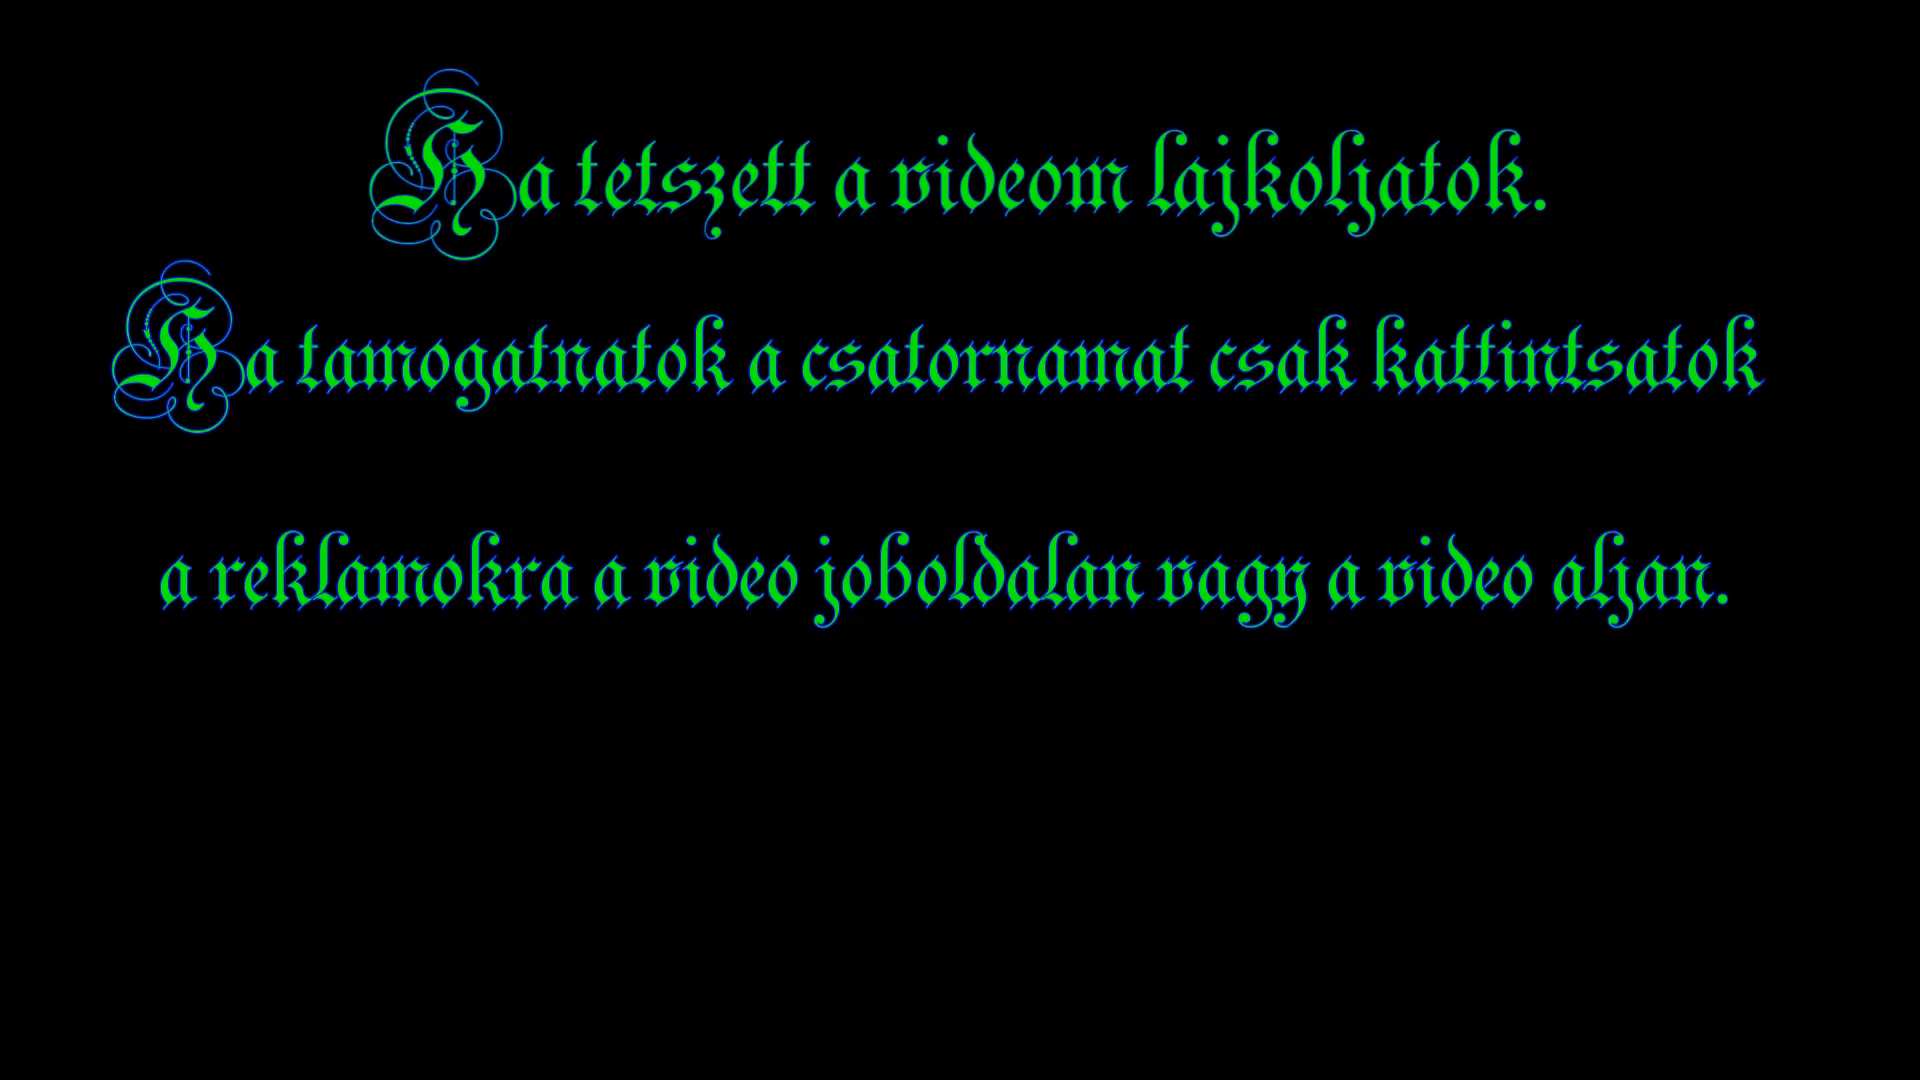 Ha tetszett a videom lajkoljatok.
Ha tamogatnatok a csatornamat csak kattintsatok
a reklamokra a video joboldalan vagy a video aljan.